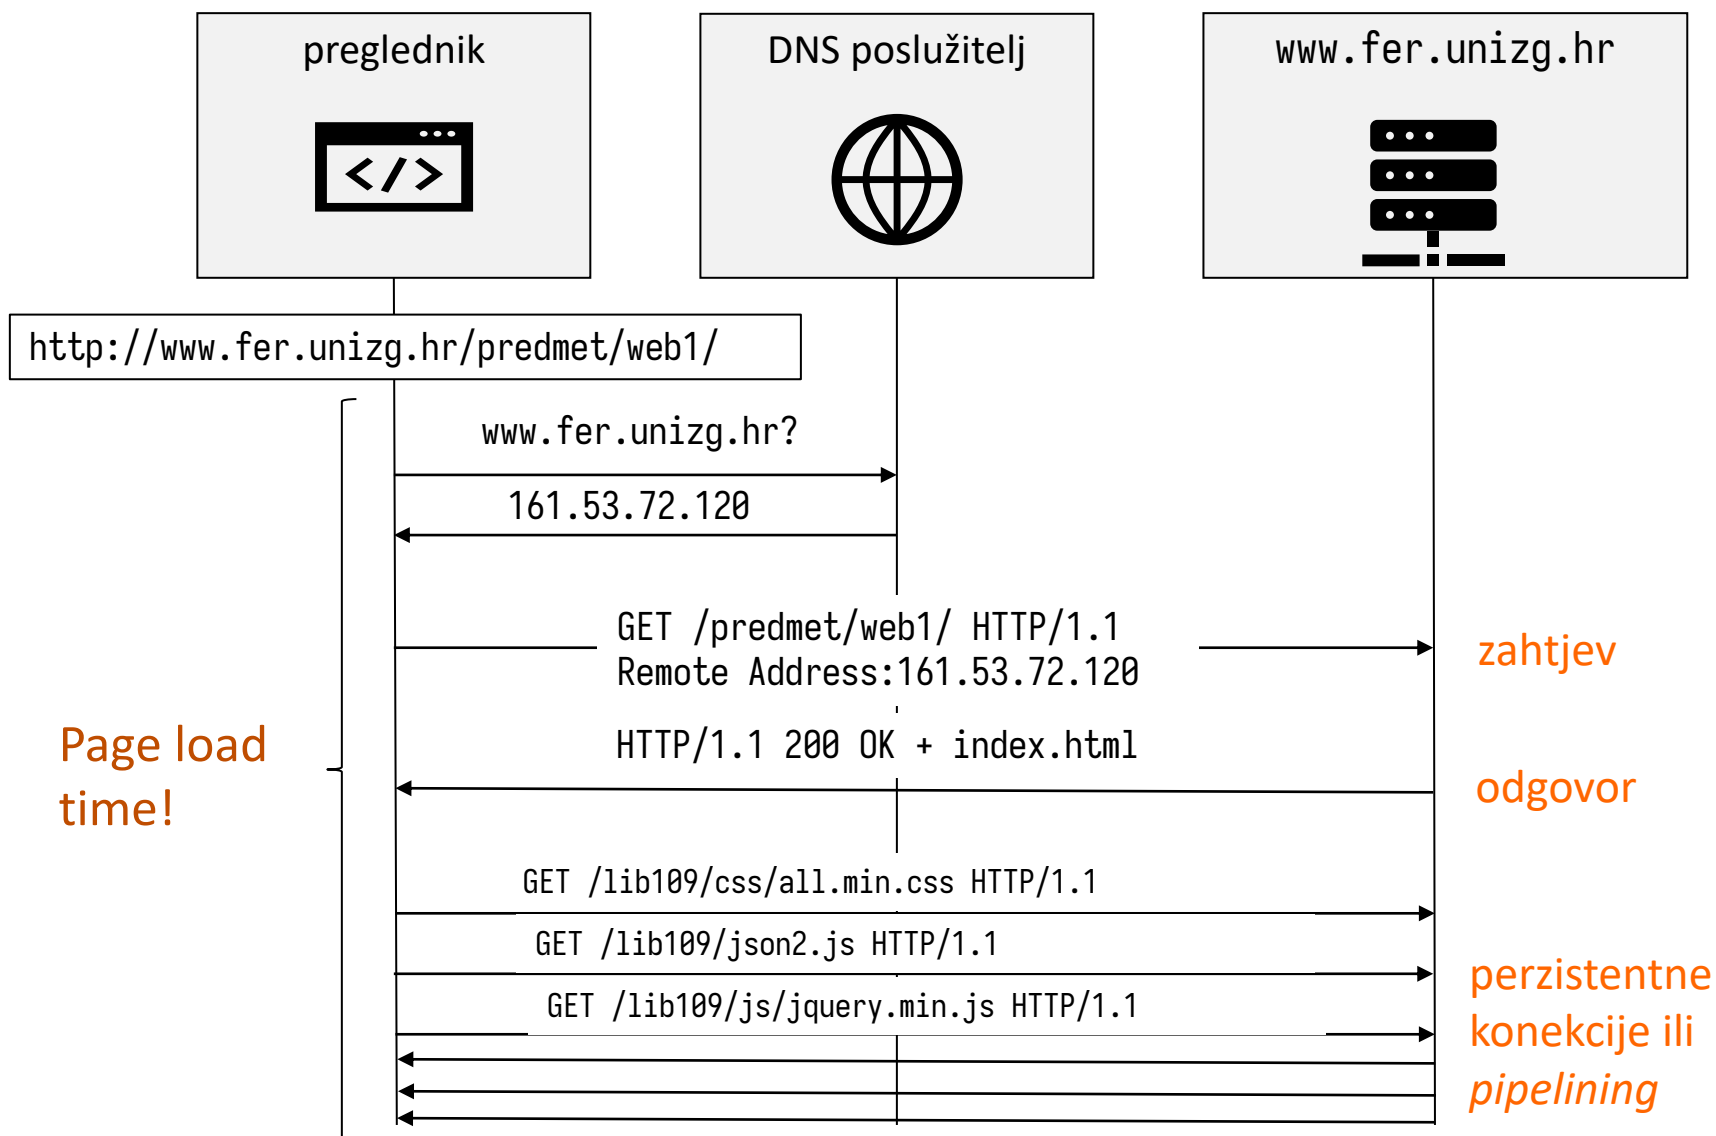 preglednik
DNS poslužitelj
www.fer.unizg.hr
</>
http://www.fer.unizg.hr/predmet/web1/
www.fer.unizg.hr?
161.53.72.120
GET /predmet/web1/ HTTP/1.1
Remote Address:161.53.72.120
zahtjev
HTTP/1.1 200 OK + index.html
odgovor
Page load
time!
GET /lib109/css/all.min.css HTTP/1.1
GET /lib109/json2.js HTTP/1.1
GET /lib109/js/jquery.min.js HTTP/1.1
perzistentne
konekcije ili
pipelining